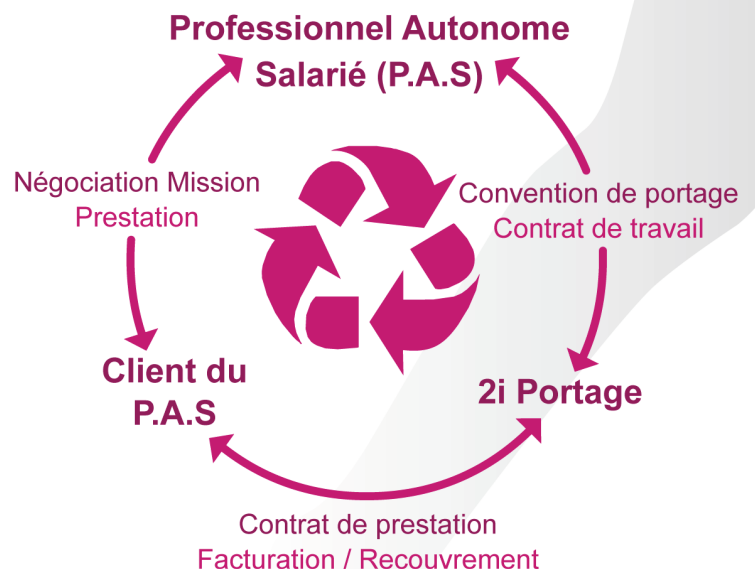 Professionnel Autonome
Salarié (P.A.S)
Négociation Mission
Prestation
Convention de portage
Contrat de travail
Client du
P.A.S
2i Portage
Contrat de prestation
Facturation / Recouvrement